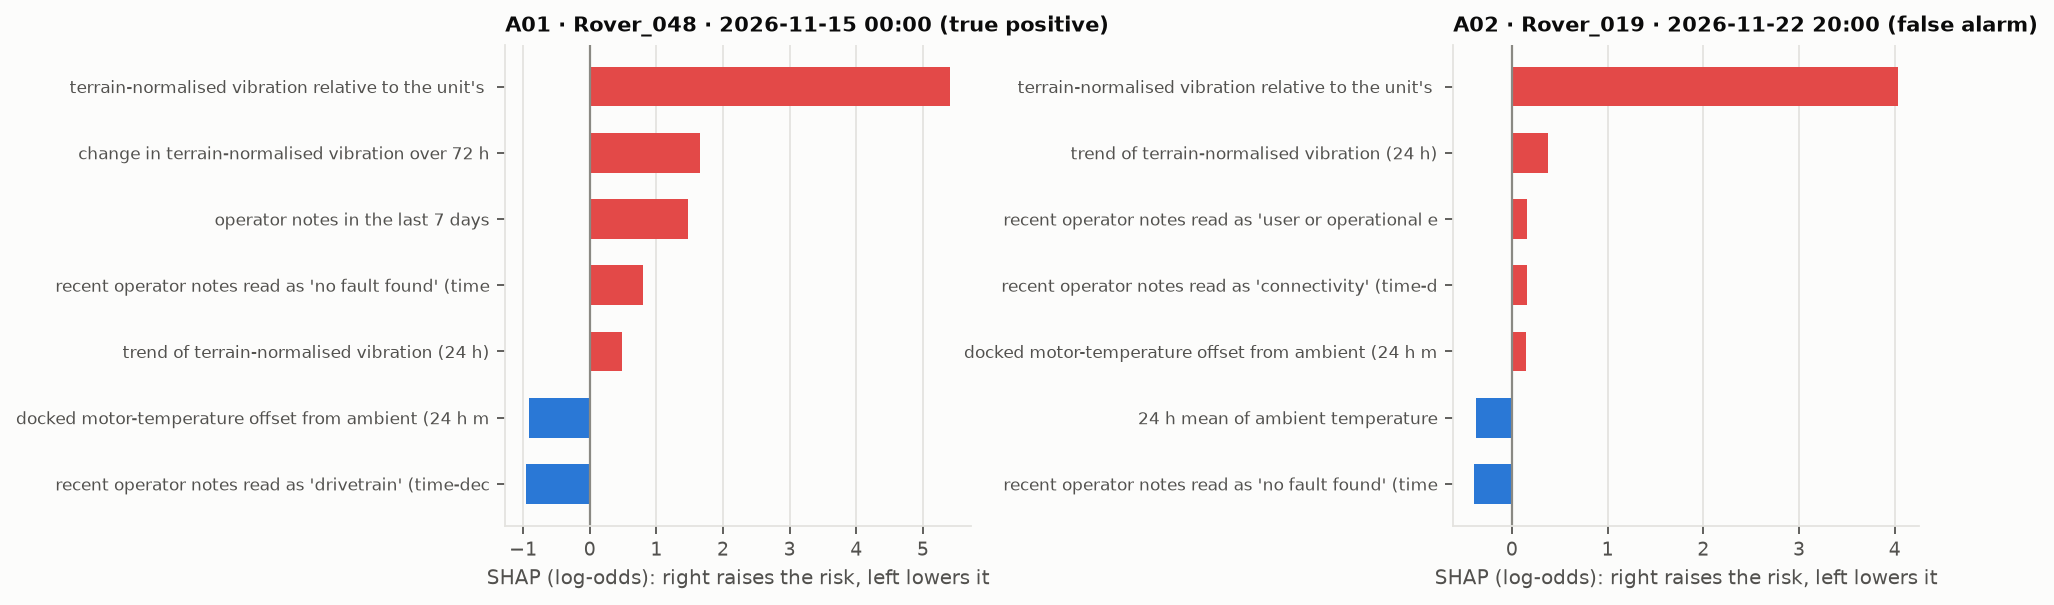 A01 · Rover_048 · 2026-11-15 00:00 (true positive)
terrain-normalised vibration relative to the unit's
change in terrain-normalised vibration over 72 h
operator notes in the last 7 days
recent operator notes read as 'no fault found' (time
trend of terrain-normalised vibration (24 h)
docked motor-temperature offset from ambient (24 h m
recent operator notes read as 'drivetrain' (time-dec
−1 0 1 2 3 4 5
SHAP (log-odds): right raises the risk, left lowers it
A02 · Rover_019 · 2026-11-22 20:00 (false alarm)
terrain-normalised vibration relative to the unit's
trend of terrain-normalised vibration (24 h)
recent operator notes read as 'user or operational e
recent operator notes read as 'connectivity' (time-d
docked motor-temperature offset from ambient (24 h m
24 h mean of ambient temperature
recent operator notes read as 'no fault found' (time
0 1 2 3 4
SHAP (log-odds): right raises the risk, left lowers it